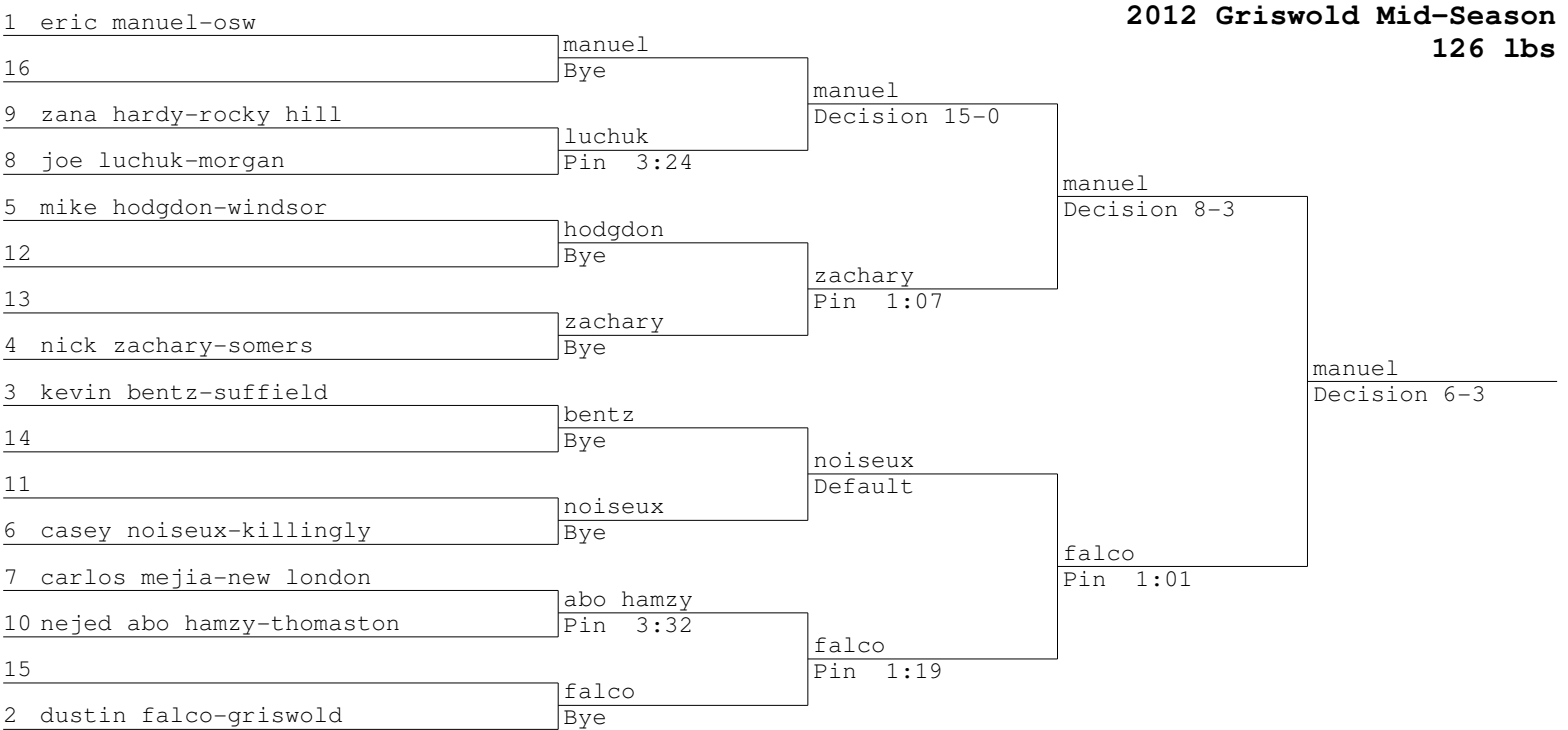 2012 Griswold Mid-Season
126 lbs
1 eric manuel-osw
16
9 zana hardy-rocky hill
8 joe luchuk-morgan
5 mike hodgdon-windsor
12
13
4 nick zachary-somers
3 kevin bentz-suffield
14
11
6 casey noiseux-killingly
7 carlos mejia-new london
10 nejed abo hamzy-thomaston
15
2 dustin falco-griswold
manuel
Bye
luchuk
Pin 3:24
hodgdon
Bye
zachary
Bye
bentz
Bye
noiseux
Bye
abo hamzy
Pin 3:32
falco
Bye
manuel
Decision 15-0
zachary
Pin 1:07
noiseux
Default
falco
Pin 1:19
manuel
Decision 8-3
falco
Pin 1:01
manuel
Decision 6-3